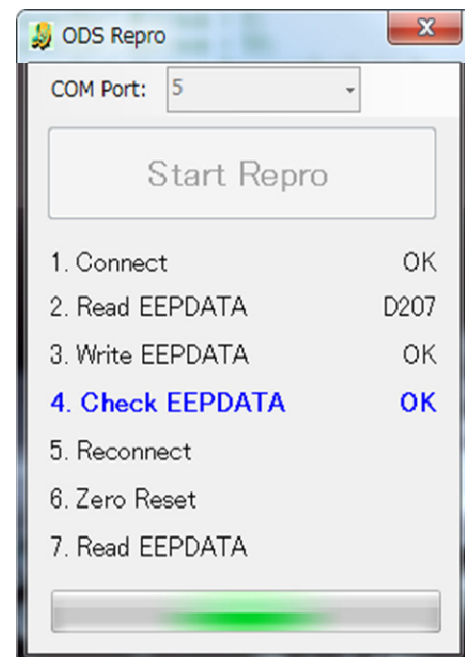 ODS Repro
COM Port: 5
Start Repro
1. Connect OK
2. Read EEPDATA D207
3. Write EEPDATA OK
4. Check EEPDATA OK
5. Reconnect
6. Zero Reset
7. Read EEPDATA